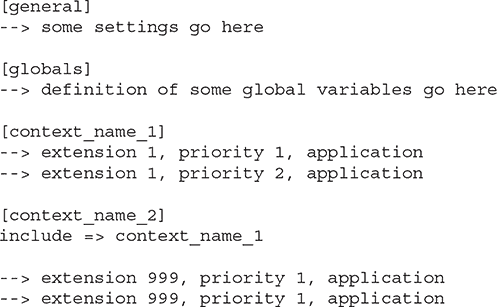 [general]
--> some settings go here
[globals]
--> definition of some global variables go here
[context_name_1]
--> extension 1, priority 1, application
--> extension 1, priority 2, application
[context_name_2]
include => context_name_1
--> extension 999, priority 1, application
--> extension 999, priority 1, application